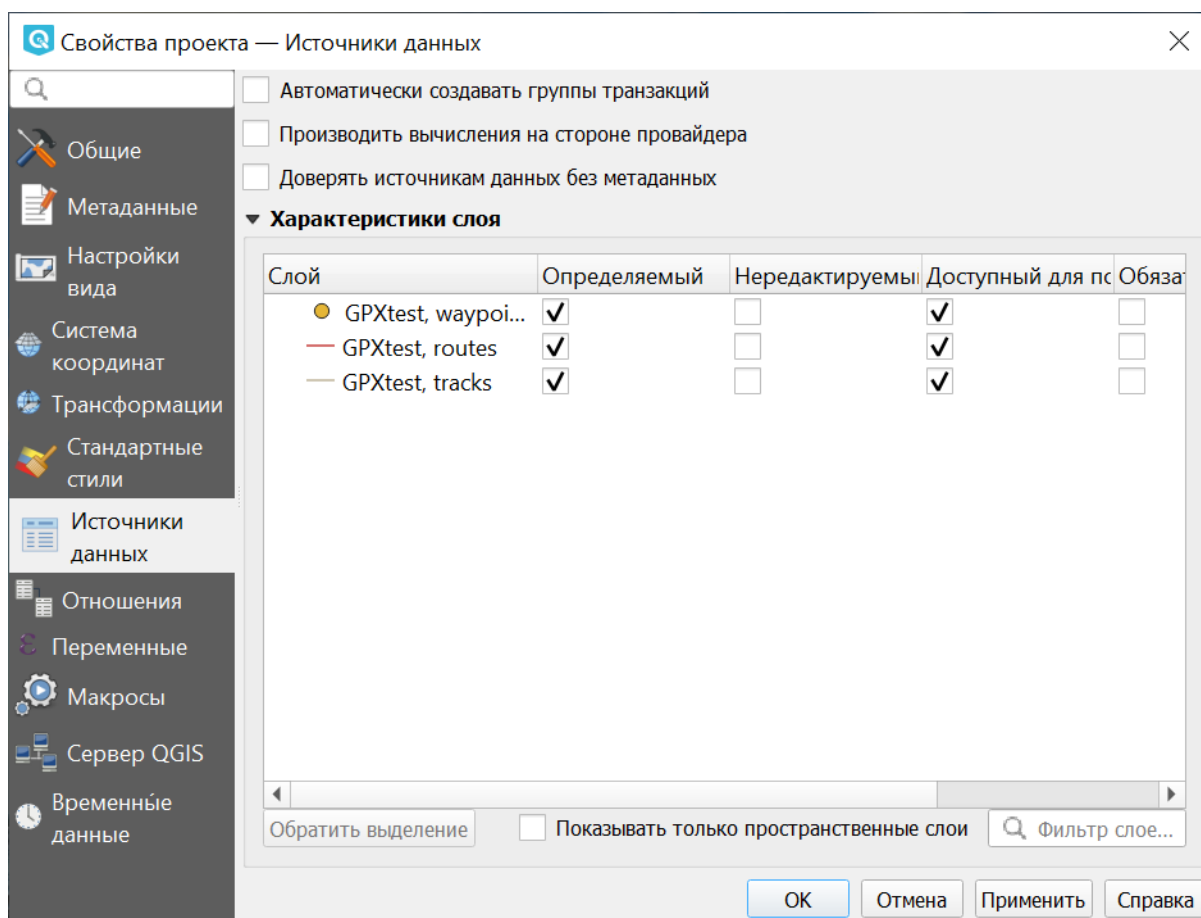 Свойства проекта — Источники данных
Общие
Метаданные
Настройки
вида
Система
координат
Трансформации
Стандартные
стили
Источники
данных
Отношения
Переменные
Макросы
Сервер QGIS
Временны́е
данные
Автоматически создавать группы транзакций
Производить вычисления на стороне провайдера
Доверять источникам данных без метаданных
Характеристики слоя
Слой Определяемый Нередактируемы Доступный для по Обяза
GPXtest, waypoi...
GPXtest, routes
GPXtest, tracks
Обратить выделение Показывать только пространственные слои Фильтр слое...
OK Отмена Применить Справка